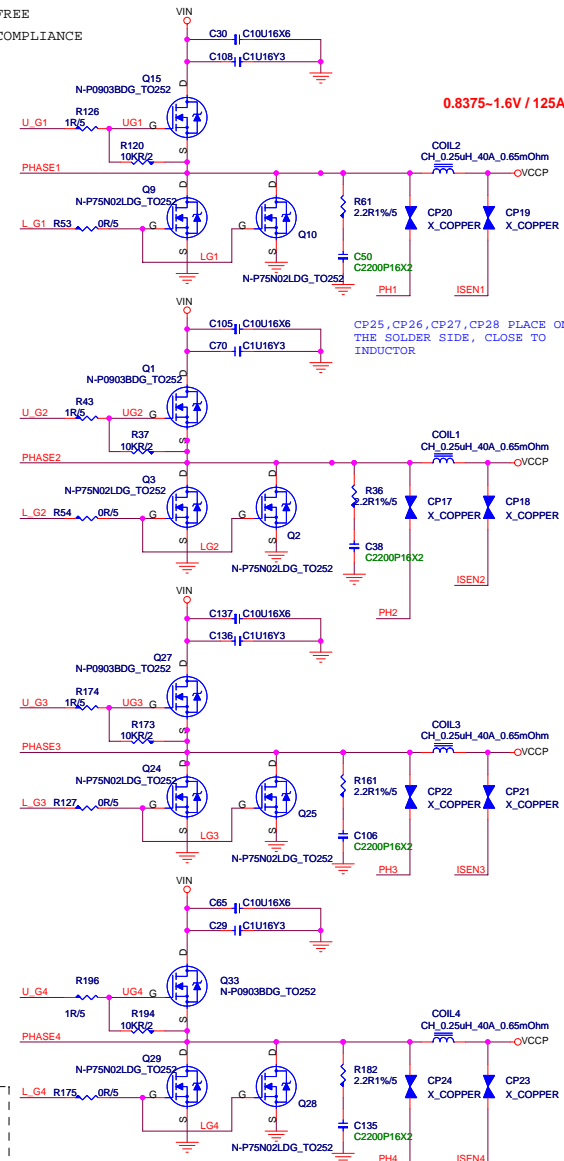 FREE
COMPLIANCE
VIN
C30 C10U16X6
C108 C1U16Y3
Q15
N-P0903BDG_TO252
D
0.8375~1.6V / 125A
R126
U_G1 1R/5 UG1 G
R120
10KR/2
S
COIL2
CH_0.25uH_40A_0.65mOhm
PHASE1
VCCP
Q9
N-P75N02LDG_TO252
D
D
R61
2.2R1%/5
CP20
X_COPPER
CP19
X_COPPER
L_G1 R53 0R/5 G
G
Q10
S
LG1
S
C50
C2200P16X2
N-P75N02LDG_TO252
PH1
ISEN1
VIN
C105 C10U16X6
C70 C1U16Y3
CP25,CP26,CP27,CP28 PLACE ON
THE SOLDER SIDE, CLOSE TO
INDUCTOR
Q1
N-P0903BDG_TO252
D
R43
U_G2 1R/5 UG2 G
R37
10KR/2
S
COIL1
CH_0.25uH_40A_0.65mOhm
PHASE2
VCCP
Q3
N-P75N02LDG_TO252
D
D
R36
2.2R1%/5
CP17
X_COPPER
CP18
X_COPPER
L_G2 R54 0R/5 G
G
Q2
S
LG2
S
C38
C2200P16X2
N-P75N02LDG_TO252
ISEN2
PH2
VIN
C137 C10U16X6
C136 C1U16Y3
Q27
N-P0903BDG_TO252
D
R174
U_G3 1R/5 UG3 G
R173
10KR/2
S
COIL3
CH_0.25uH_40A_0.65mOhm
PHASE3
VCCP
Q24
N-P75N02LDG_TO252
D
D
R161
2.2R1%/5
CP22
X_COPPER
CP21
X_COPPER
L_G3 R127 0R/5 G
G
Q25
S
LG3
S
C106
C2200P16X2
N-P75N02LDG_TO252
PH3
ISEN3
VIN
C65 C10U16X6
C29 C1U16Y3
D
Q33
N-P0903BDG_TO252
R196
U_G4 1R/5 UG4 G
R194
10KR/2
S
COIL4
CH_0.25uH_40A_0.65mOhm
PHASE4
VCCP
Q29
N-P75N02LDG_TO252
D
D
R182
2.2R1%/5
CP24
X_COPPER
CP23
X_COPPER
L_G4 R175 0R/5 G
G
Q28
S
LG4
S
C135
C2200P16X2
N-P75N02LDG_TO252
PH4
ISEN4